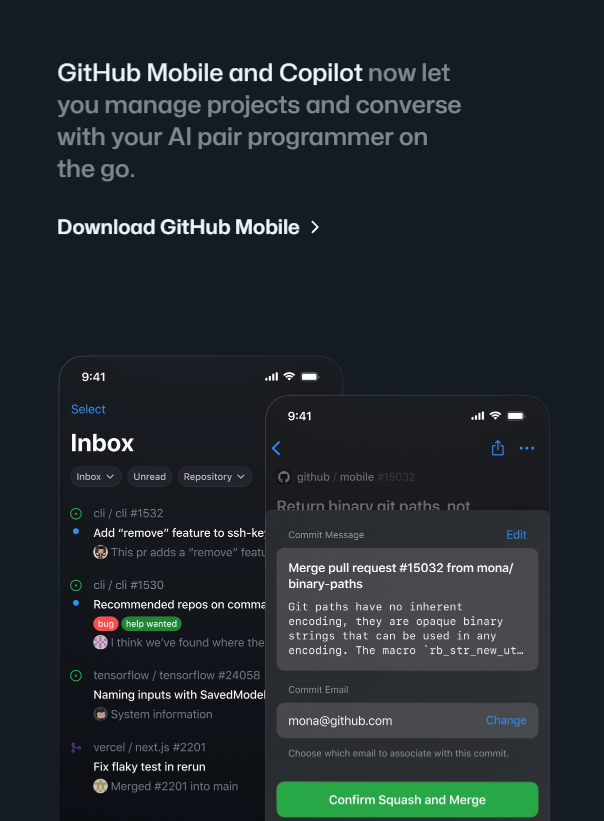 GitHub Mobile and Copilot now let
you manage projects and converse
with your AI pair programmer on
the go.
Download GitHub Mobile
9:41
Select
Inbox
Inbox
Unread
Repository
cli / cli #1532
Add “remove” feature to ssh-key
This pr adds a “remove” featu
cli / cli #1530
Recommended repos on comma
bug
help wanted
I think we’ve found where the
tensorflow / tensorflow #24058
Naming inputs with SavedModel
System information
vercel / next.js #2201
Fix flaky test in rerun
Merged #2201 into main
9:41
github / mobile #15032
Return binary git paths, not
Commit Message
Edit
Merge pull request #15032 from mona/
binary-paths
Git paths have no inherent
encoding, they are opaque binary
strings that can be used in any
encoding. The macro `rb_str_new_ut…
Commit Email
mona@github.com
Change
Choose which email to associate with this commit.
Confirm Squash and Merge